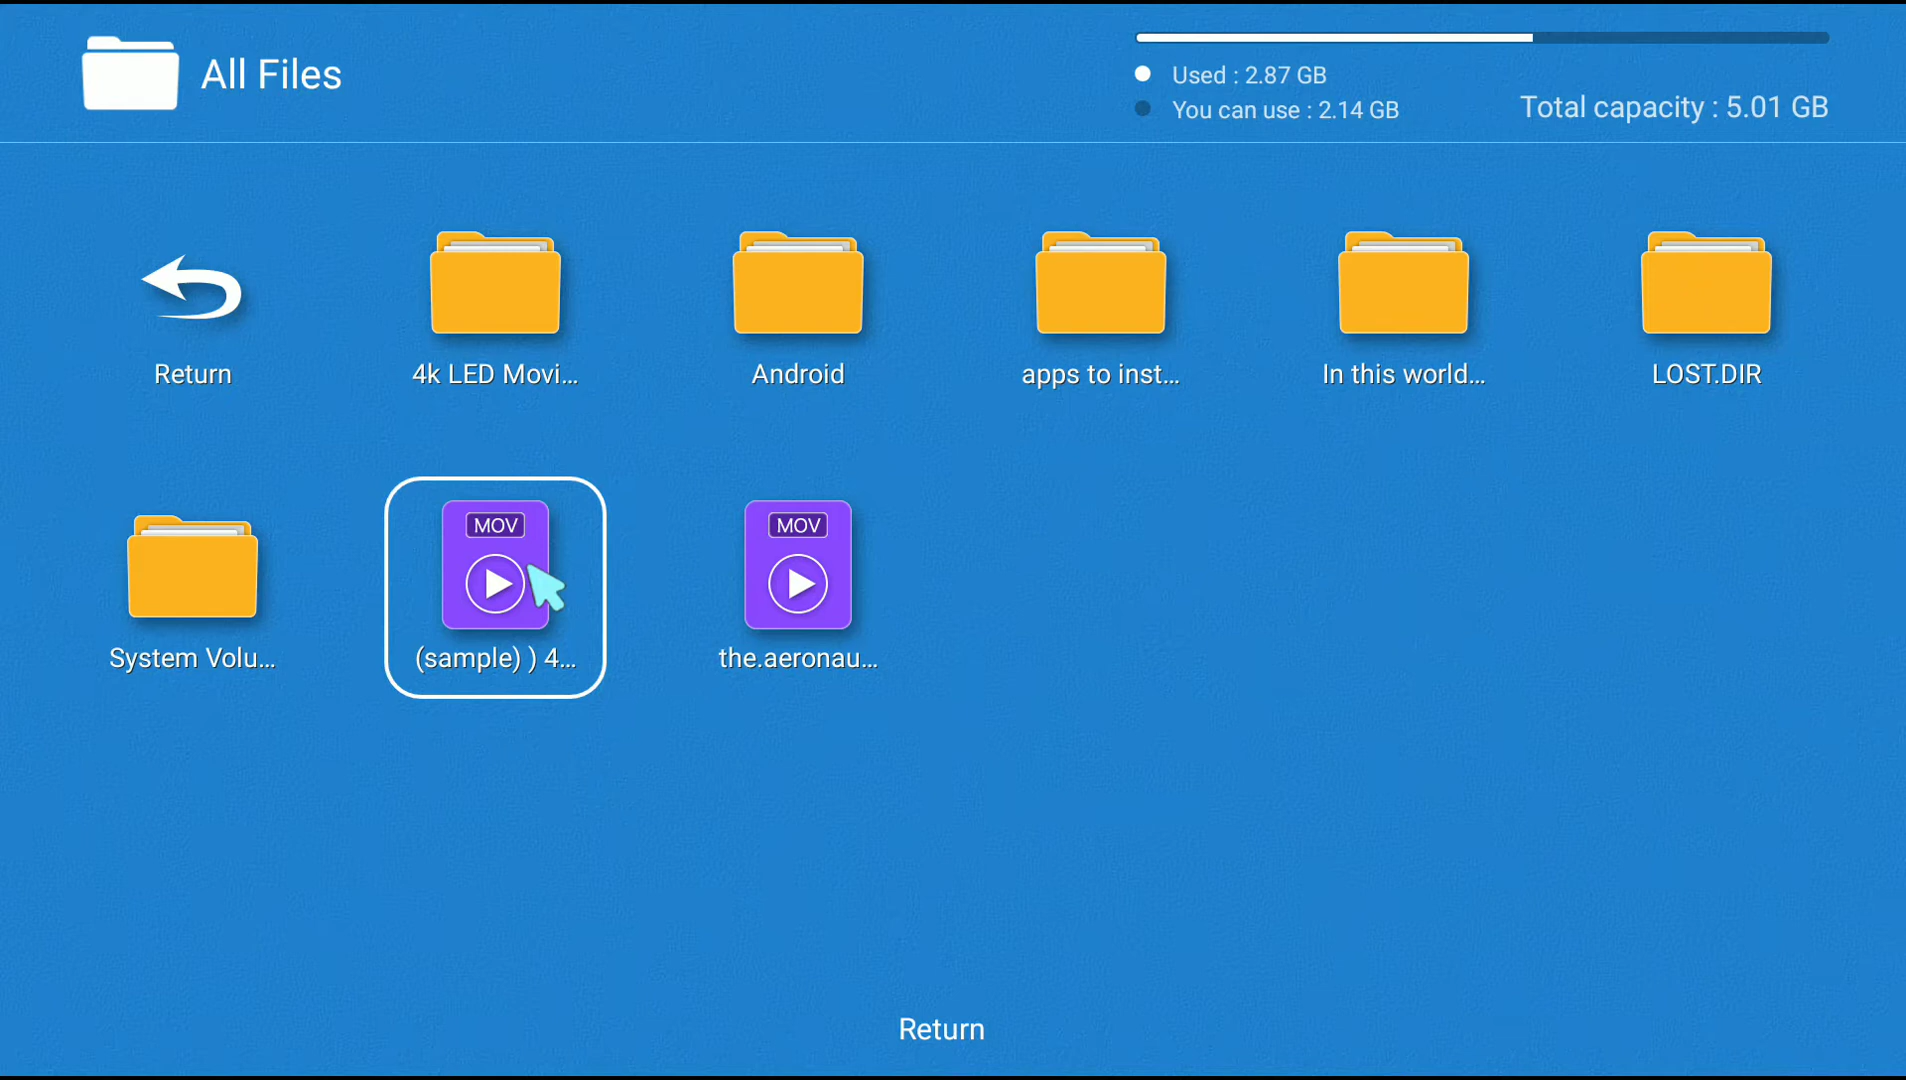 All Files
Used : 2.87 GB
You can use : 2.14 GB
Total capacity : 5.01 GB
Return
4k LED Movi...
Android
apps to inst...
In this world...
LOST.DIR
MOV
MOV
System Volu...
(sample) ) 4...
the.aeronau...
Return